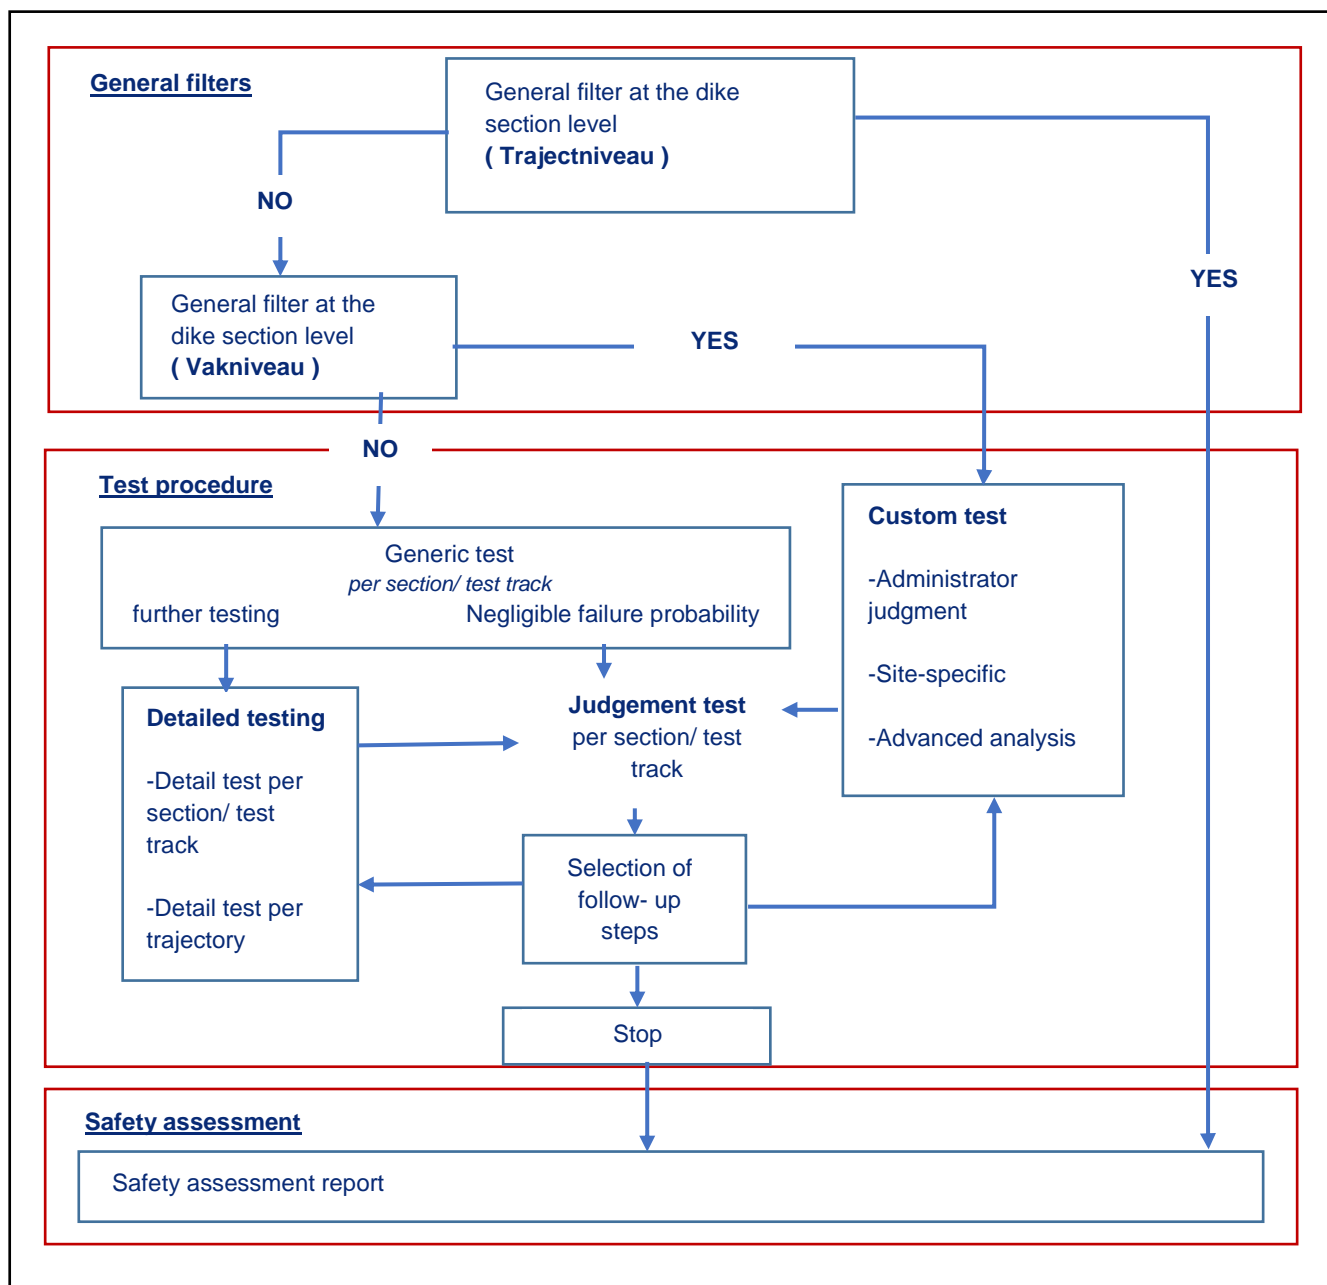 General filters
General filter at the dike
section level
( Trajectniveau )
NO
YES
General filter at the
dike section level
( Vakniveau )
YES
NO
Test procedure
Generic test
per section/ test track
further testing
Negligible failure probability
Custom test
-Administrator
judgment
-Site-specific
-Advanced analysis
Detailed testing
-Detail test per
section/ test
track
-Detail test per
trajectory
Judgement test
per section/ test
track
Selection of
follow- up
steps
Stop
Safety assessment
Safety assessment report